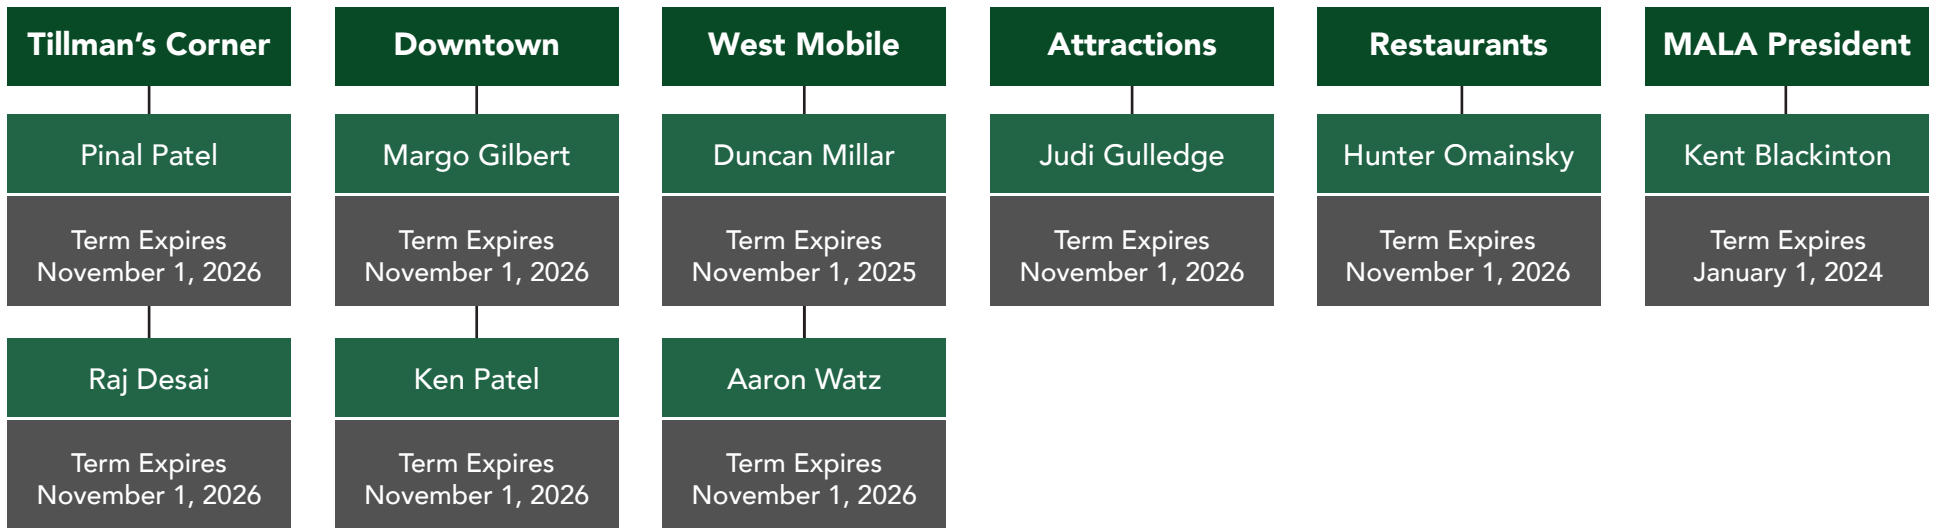 Tillman's Corner
Pinal Patel
Term Expires
November 1, 2026
Raj Desai
Term Expires
November 1, 2026
Downtown
Margo Gilbert
Term Expires
November 1, 2026
Ken Patel
Term Expires
November 1, 2026
West Mobile
Duncan Millar
Term Expires
November 1, 2025
Aaron Watz
Term Expires
November 1, 2026
Attractions
Judi Gulledge
Term Expires
November 1, 2026
Restaurants
Hunter Omainsky
Term Expires
November 1, 2026
MALA President
Kent Blackinton
Term Expires
January 1, 2024